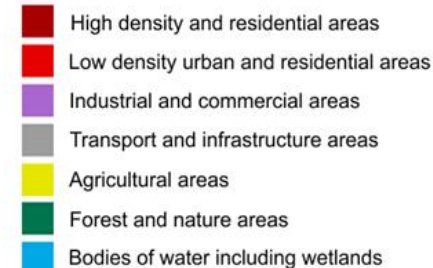 High density and residential areas
Low density urban and residential areas
Industrial and commercial areas
Transport and infrastructure areas
Agricultural areas
Forest and nature areas
Bodies of water including wetlands